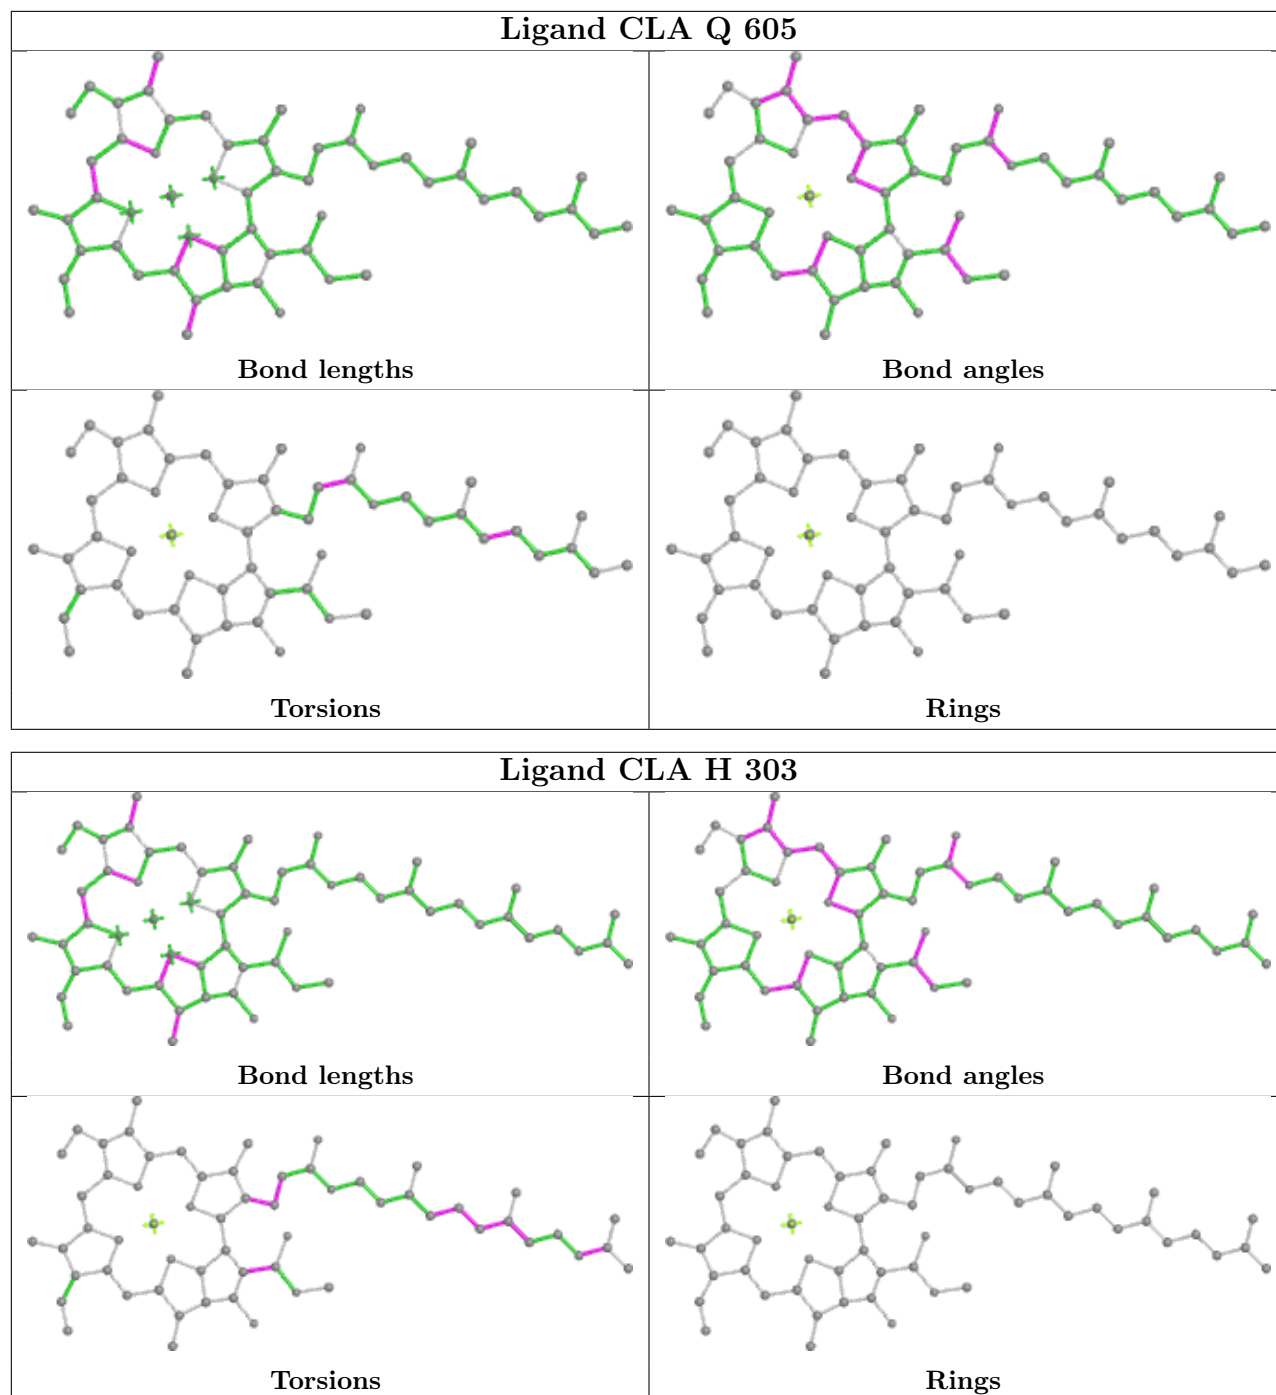 Ligand CLA Q 605
Bond lengths
Bond angles
Torsions
Rings
Ligand CLA H 303
Bond lengths
Bond angles
Torsions
Rings